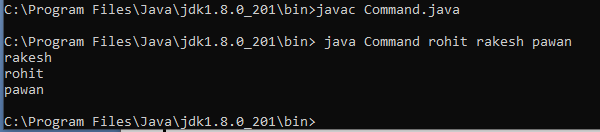 C:\Program Files\Java\jdk1.8.0_201\bin>javac Command.java
C:\Program Files\Java\jdk1.8.0_201\bin> java Command rohit rakesh pawan
rakesh
rohit
pawan
C:\Program Files\Java\jdk1.8.0_201\bin>